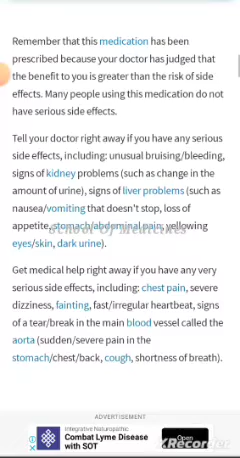 Remember that this medication has been
prescribed because your doctor has judged that
the benefit to you is greater than the risk of side
effects. Many people using this medication do not
have serious side effects.
Tell your doctor right away if you have any serious
side effects, including: unusual bruising/bleeding,
signs of kidney problems (such as change in the
amount of urine), signs of liver problems (such as
nausea/vomiting that doesn't stop, loss of
appetite, stomach/abdominal pain, yellowing
School Of Medicines
eyes/skin, dark urine).
Get medical help right away if you have any very
serious side effects, including: chest pain, severe
dizziness, fainting, fast/irregular heartbeat, signs
of a tear/break in the main blood vessel called the
aorta (sudden/severe pain in the
stomach/chest/back, cough, shortness of breath).
ADVERTISEMENT
Integrative Naturopathic
Combat Lyme Disease
with SOT
Open
XRecorder